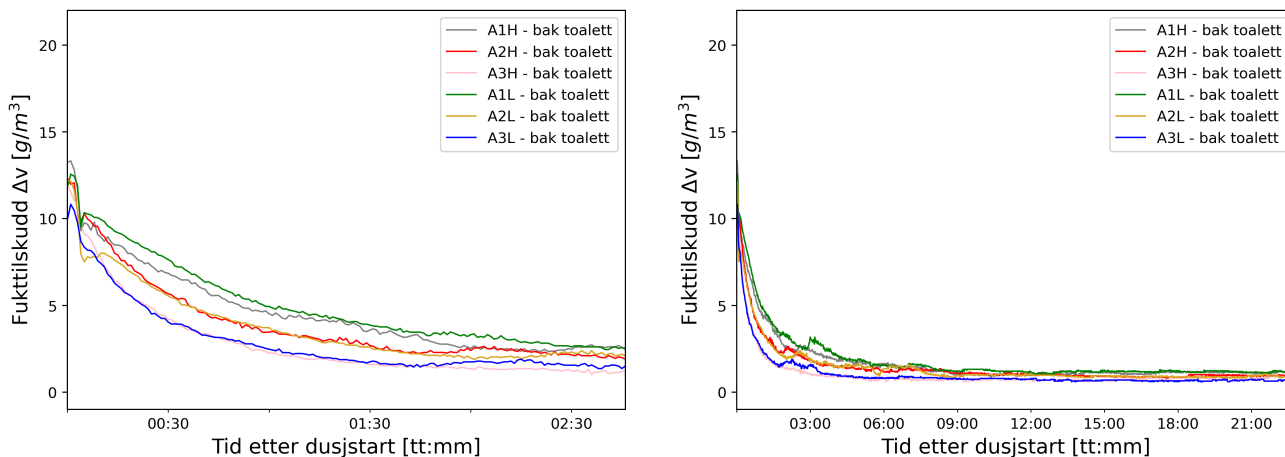 20
15
10
5
0
Fukttilskudd Δv [g/m³]
A1H - bak toalett
A2H - bak toalett
A3H - bak toalett
A1L - bak toalett
A2L - bak toalett
A3L - bak toalett
00:30
01:30
02:30
Tid etter dusjstart [tt:mm]
20
15
10
5
0
Fukttilskudd Δv [g/m³]
A1H - bak toalett
A2H - bak toalett
A3H - bak toalett
A1L - bak toalett
A2L - bak toalett
A3L - bak toalett
03:00
06:00
09:00
12:00
15:00
18:00
21:00
Tid etter dusjstart [tt:mm]